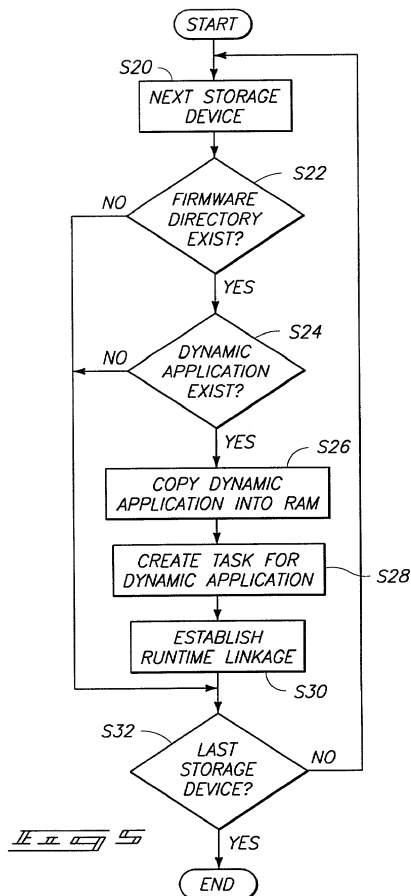 START
S20
NEXT STORAGE
DEVICE
S22
FIRMWARE
DIRECTORY
EXIST?
NO
YES
S24
DYNAMIC
APPLICATION
EXIST?
NO
YES
S26
COPY DYNAMIC
APPLICATION INTO RAM
CREATE TASK FOR
DYNAMIC APPLICATION
S28
ESTABLISH
RUNTIME LINKAGE
S30
S32
LAST
STORAGE
DEVICE?
NO
YES
END
FIG 5